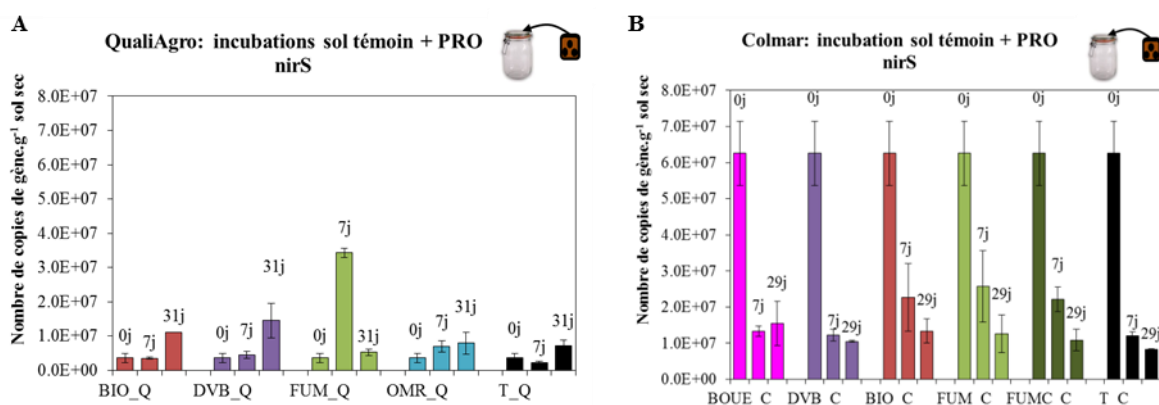 A
QualiAgro: incubations sol témoin + PRO
nirS
Nombre de copies de gène.g-1 sol sec
8.0E+07
7.0E+07
6.0E+07
5.0E+07
4.0E+07
3.0E+07
2.0E+07
1.0E+07
0.0E+00
0j 7j 31j
0j 7j 31j
0j 7j 31j
0j 7j 31j
0j 7j 31j
BIO_Q DVB_Q FUM_Q OMR_Q T_Q
B
Colmar: incubation sol témoin + PRO
nirS
Nombre de copies de gène.g-1 sol sec
8.0E+07
7.0E+07
6.0E+07
5.0E+07
4.0E+07
3.0E+07
2.0E+07
1.0E+07
0.0E+00
0j 7j 29j
0j 7j 29j
0j 7j 29j
0j 7j 29j
0j 7j 29j
0j 7j 29j
BOUE_C DVB_C BIO_C FUM_C FUMC_C T_C